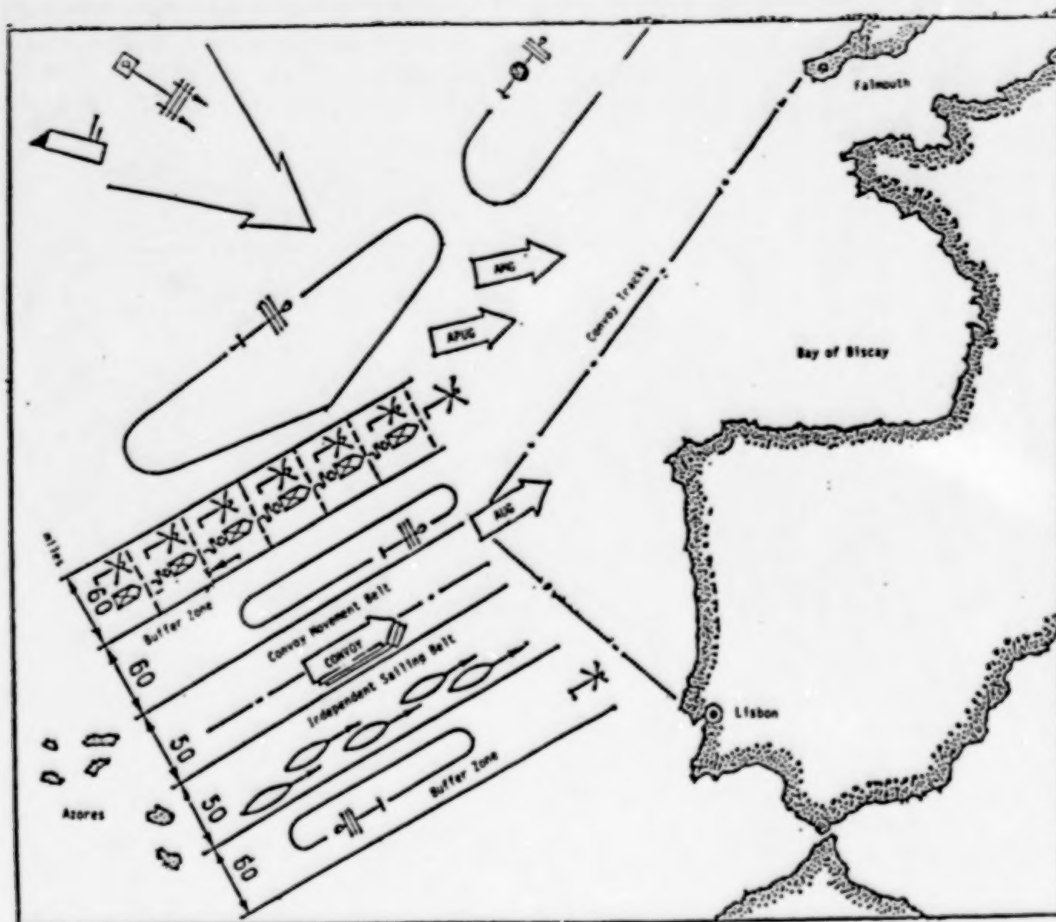 Falmouth
AMG
APUG
Convoy Tracks
Bay of Biscay
AUG
miles
60
Buffer Zone
60
Convoy Movement Belt
CONVOY
50
Independent Sailing Belt
50
Buffer Zone
60
Lisbon
Azores